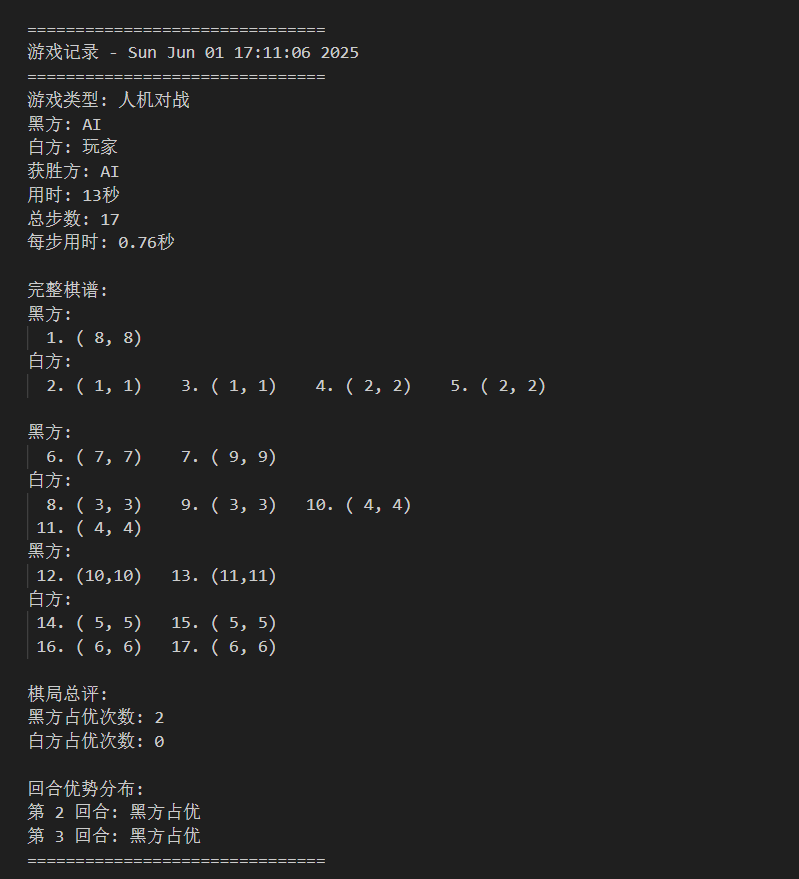 ===============================
游戏记录 - Sun Jun 01 17:11:06 2025
===============================
游戏类型: 人机对战
黑方: AI
白方: 玩家
获胜方: AI
用时: 13秒
总步数: 17
每步用时: 0.76秒
完整棋谱:
黑方:
1. ( 8, 8)
白方:
2. ( 1, 1)    3. ( 1, 1)    4. ( 2, 2)    5. ( 2, 2)
黑方:
6. ( 7, 7)    7. ( 9, 9)
白方:
8. ( 3, 3)    9. ( 3, 3)   10. ( 4, 4)
11. ( 4, 4)
黑方:
12. (10,10)   13. (11,11)
白方:
14. ( 5, 5)   15. ( 5, 5)
16. ( 6, 6)   17. ( 6, 6)
棋局总评:
黑方占优次数: 2
白方占优次数: 0
回合优势分布:
第 2 回合: 黑方占优
第 3 回合: 黑方占优
===============================